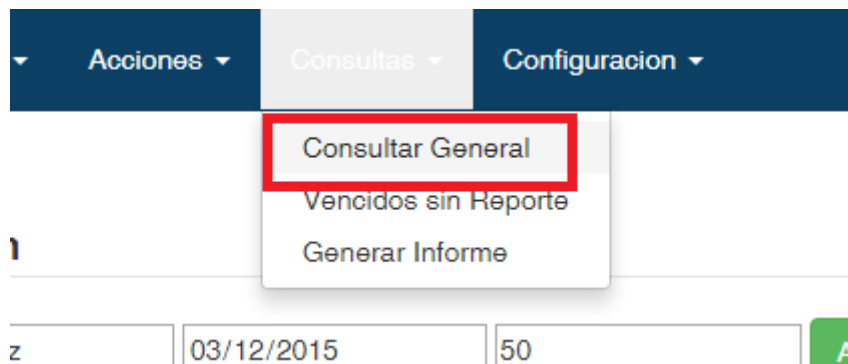 Acciones Consultas Configuracion
Consultar General
Vencidos sin Reporte
Generar Informe
n
z 03/12/2015 50 A